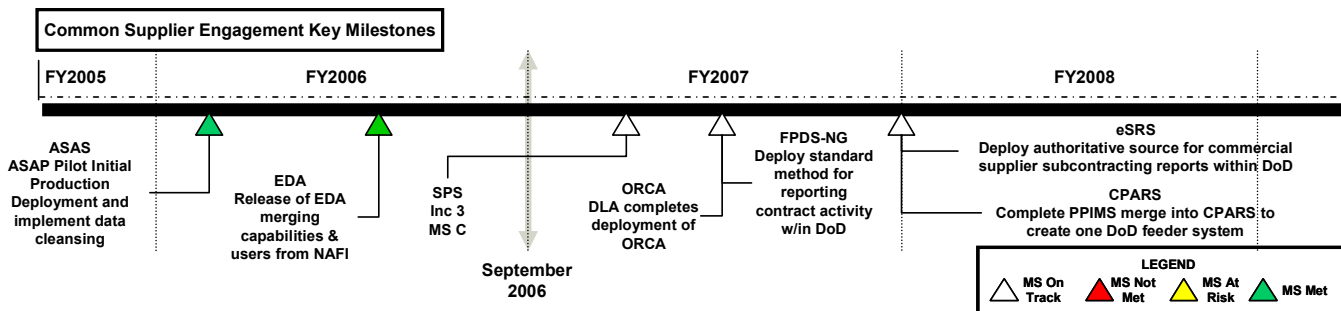 Common Supplier Engagement Key Milestones
FY2005
FY2006
FY2007
FY2008
ASAS
ASAP Pilot Initial
Production
Deployment and
implement data
cleansing
EDA
Release of EDA
merging
capabilities &
users from NAFI
SPS
Inc 3
MS C
September
2006
ORCA
DLA completes
deployment of
ORCA
FPDS-NG
Deploy standard
method for
reporting
contract activity
w/in DoD
eSRS
Deploy authoritative source for commercial
supplier subcontracting reports within DoD
CPARS
Complete PPIMS merge into CPARS to
create one DoD feeder system
LEGEND
MS On
Track
MS Not
Met
MS At
Risk
MS Met